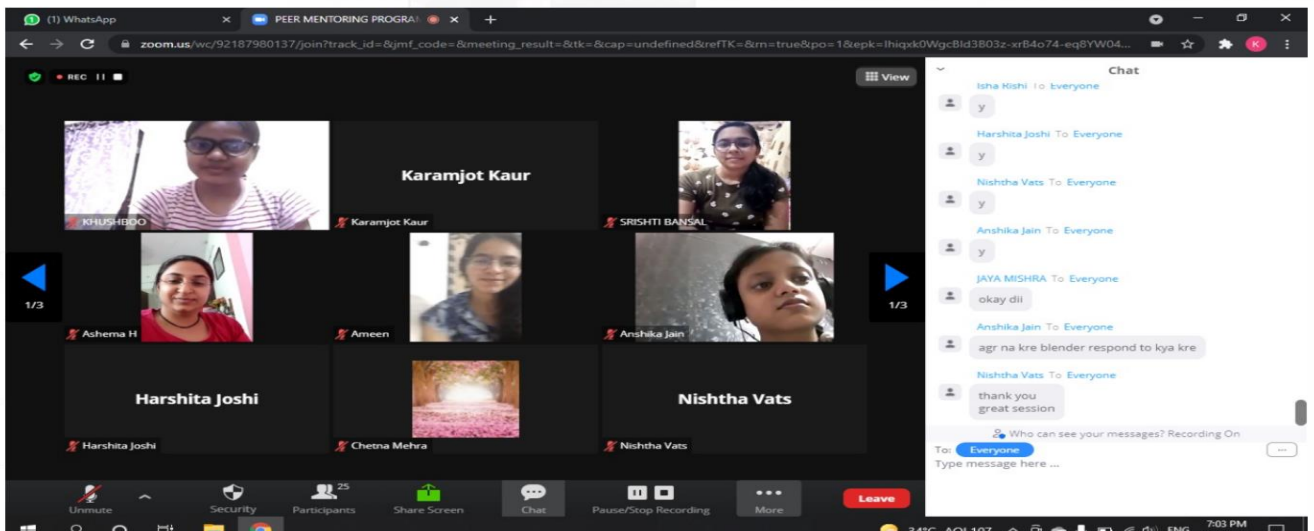 (1) WhatsApp
PEER MENTORING PROGRA
zoom.us/wc/92187980137/join?track_id=&jmf_code=&meeting_result=&tk=&cap=undefined&refTK=&rn=true&po=1&epk=
K
REC
View
KHUSHBOO
Karamjot Kaur
Karamjot Kaur
SRISHTI BANSAL
1/3
1/3
Ashema H
Ameen
Anshika Jain
Harshita Joshi
Harshita Joshi
Chetna Mehra
Nishtha Vats
Nishtha Vats
Chat
Isha Rishi To Everyone
y
Harshita Joshi To Everyone
y
Nishtha Vats To Everyone
y
Anshika Jain To Everyone
y
JAYA MISHRA To Everyone
okay dii
Anshika Jain To Everyone
agr na kre blender respond to kya kre
Nishtha Vats To Everyone
thank you
great session
Who can see your messages? Recording On
To: Everyone
Type message here ...
Unmute
Security
Participants
25
Share Screen
Chat
Pause/Stop Recording
More
Leave
34°C AQI 107
ENG
7:03 PM